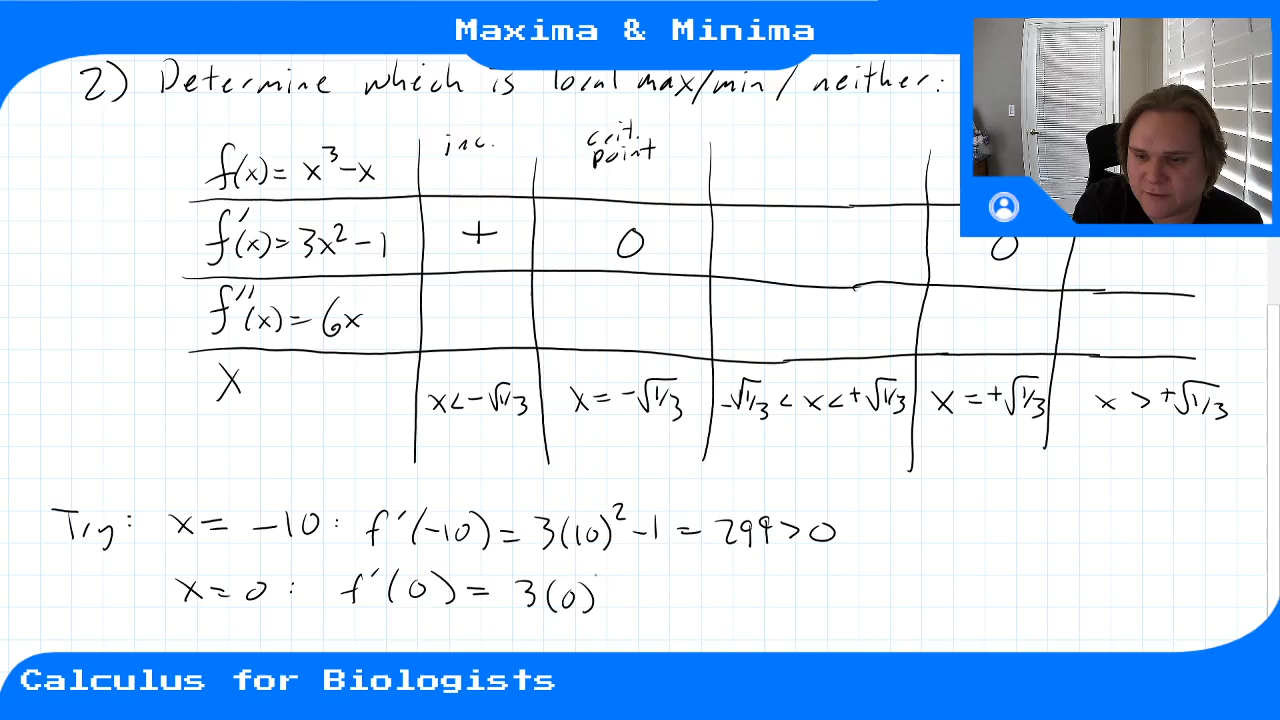 Maxima & Minima
2) Determine which is local max/min/neither:
inc. crit. point
f(x) = x³ - x
f'(x) = 3x² - 1 + 0 0
f''(x) = 6x
x x < -√1/3 x = -√1/3 -√1/3 < x < +√1/3 x = +√1/3 x > +√1/3
Try: x = -10 : f'(-10) = 3(10)² - 1 = 299 > 0
x = 0 : f'(0) = 3(0)
Calculus for Biologists